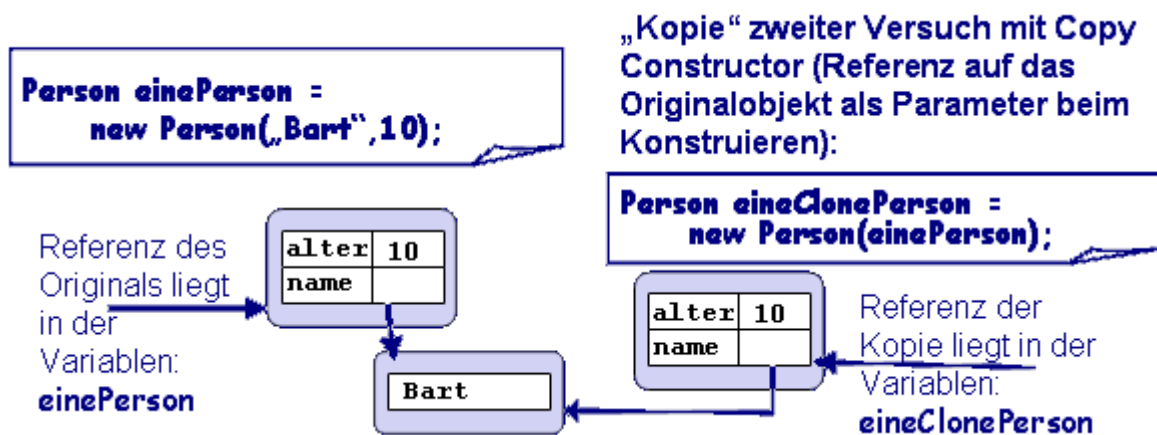 Person einePerson =
new Person(„Bart“,10);
„Kopie“ zweiter Versuch mit Copy
Constructor (Referenz auf das
Originalobjekt als Parameter beim
Konstruieren):
Person eineClonePerson =
new Person(einePerson);
Referenz des
Originals liegt
in der
Variablen:
einePerson
alter 10
name
Bart
alter 10
name
Referenz der
Kopie liegt in der
Variablen:
eineClonePerson